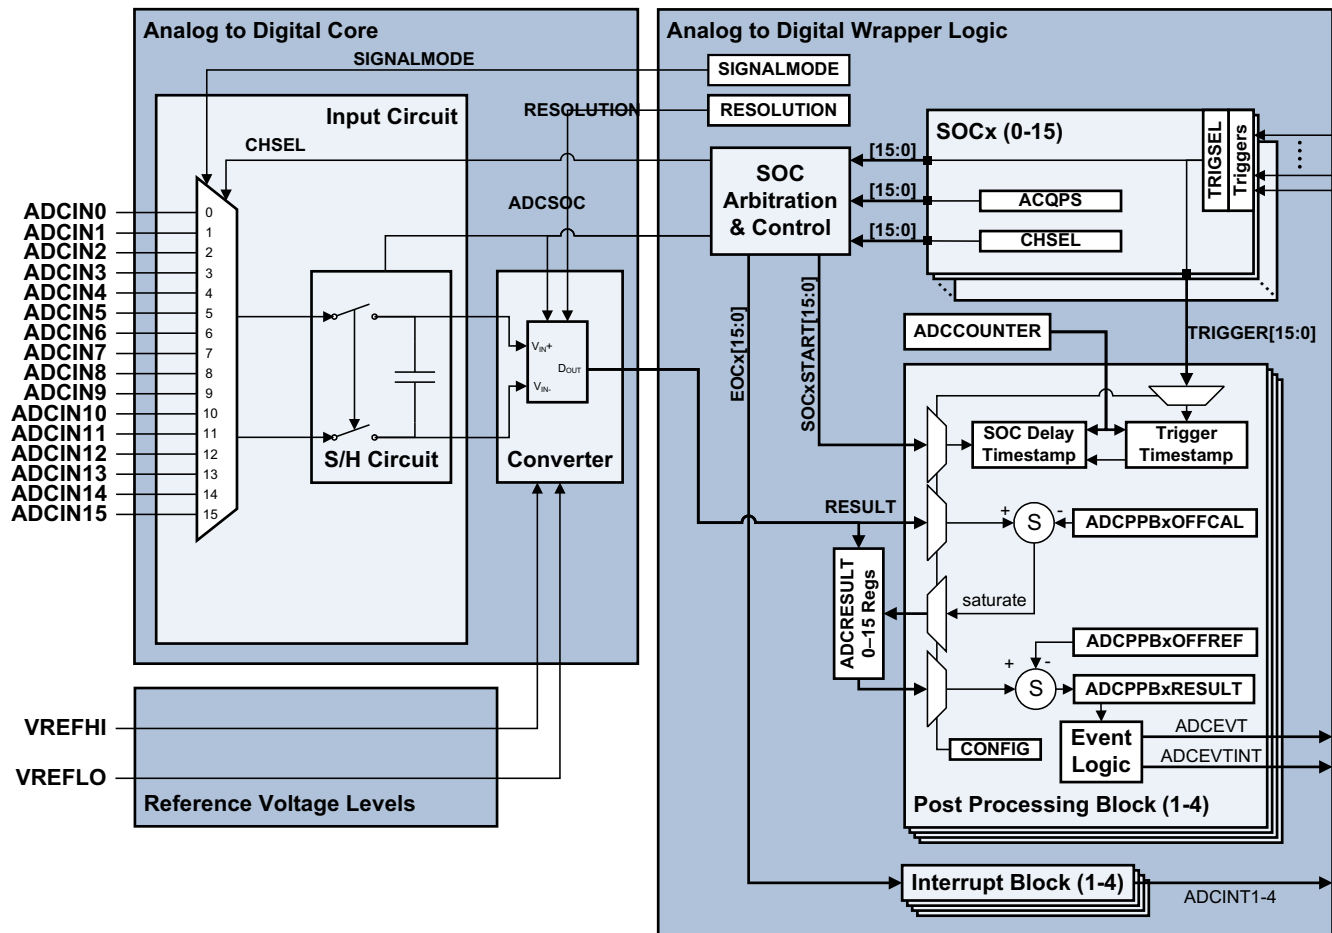 Analog to Digital Core
SIGNALMODE
RESOLUTION
Input Circuit
CHSEL
ADCSOC
ADCIN0
ADCIN1
ADCIN2
ADCIN3
ADCIN4
ADCIN5
ADCIN6
ADCIN7
ADCIN8
ADCIN9
ADCIN10
ADCIN11
ADCIN12
ADCIN13
ADCIN14
ADCIN15
0
1
2
3
4
5
6
7
8
9
10
11
12
13
14
15
S/H Circuit
VIN+
DOUT
VIN-
Converter
VREFHI
VREFLO
Reference Voltage Levels
Analog to Digital Wrapper Logic
SIGNALMODE
RESOLUTION
SOC
Arbitration
& Control
[15:0]
[15:0]
[15:0]
SOCx (0-15)
TRIGSEL
Triggers
ACQPS
CHSEL
EOCx[15:0]
SOCxSTART[15:0]
ADCCOUNTER
TRIGGER[15:0]
SOC Delay
Timestamp
Trigger
Timestamp
RESULT
+
S
-
ADCPPBxOFFCAL
ADCRESULT
0–15 Regs
saturate
ADCPPBxOFFREF
+
-
S
ADCPPBxRESULT
CONFIG
Event
Logic
ADCEVT
ADCEVTINT
Post Processing Block (1-4)
Interrupt Block (1-4)
ADCINT1-4